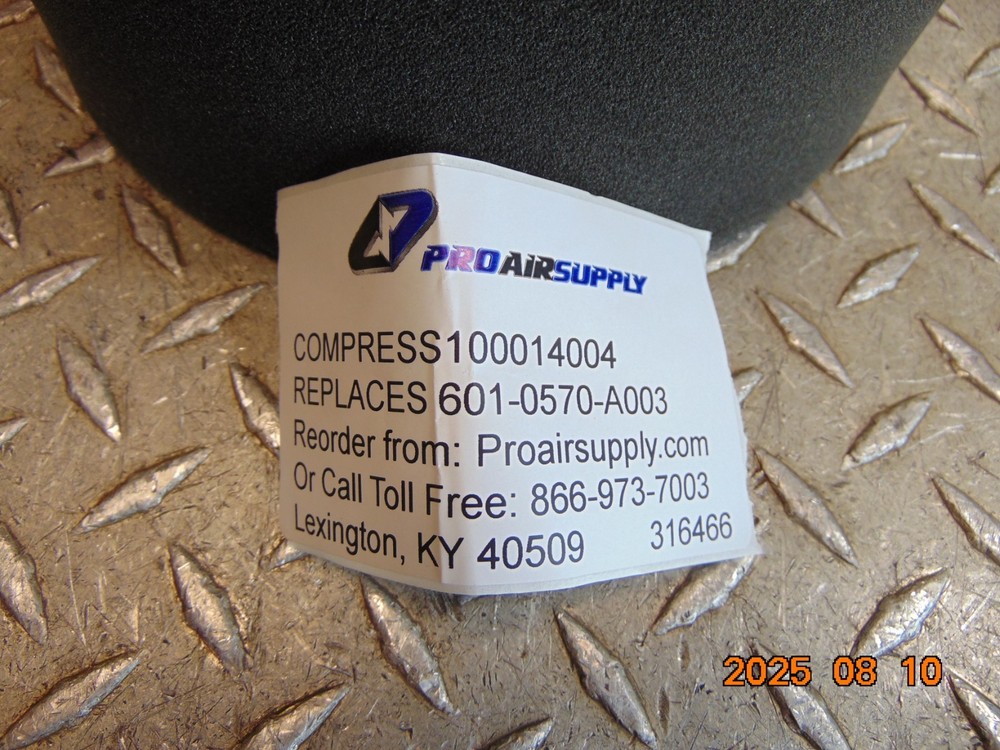 PROAIRSUPPLY
COMPRESS100014004
REPLACES 601-0570-A003
Reorder from: Proairsupply.com
Or Call Toll Free: 866-973-7003
Lexington, KY 40509 316466
2025 08 10